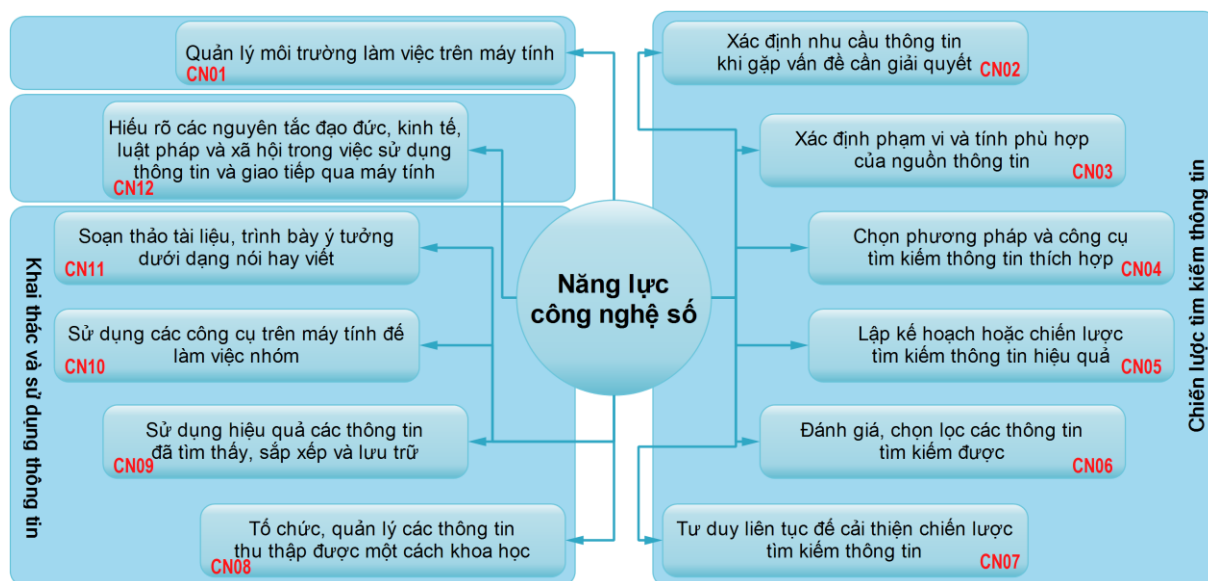 Quản lý môi trường làm việc trên máy tính
CN01
Hiếu rõ các nguyên tắc đạo đức, kinh tế,
luật pháp và xã hội trong việc sử dụng
thông tin và giao tiếp qua máy tính
CN12
Khai thác và sử dụng thông tin
Soạn thảo tài liệu, trình bày ý tưởng
dưới dạng nói hay viết
CN11
Sử dụng các công cụ trên máy tính đế
làm việc nhóm
CN10
Sử dụng hiệu quả các thông tin
đã tìm thấy, sắp xếp và lưu trữ
CN09
Tố chức, quản lý các thông tin
thu thập được một cách khoa học
CN08
Năng lực
công nghệ số
Xác định nhu cầu thông tin
khi gặp vấn đề cần giải quyết
CN02
Xác định phạm vi và tính phù hợp
của nguồn thông tin
CN03
Chọn phương pháp và công cụ
tìm kiếm thông tin thích hợp
CN04
Lập kế hoạch hoặc chiến lược
tìm kiếm thông tin hiệu quả
CN05
Đánh giá, chọn lọc các thông tin
tìm kiếm được
CN06
Tư duy liên tục đế cải thiện chiến lược
tìm kiếm thông tin
CN07
Chiến lược tìm kiếm thông tin